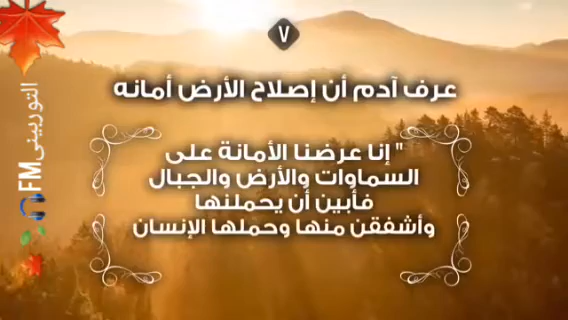 ٧
عرف آدم أن إصلاح الأرض أمانه
" إنا عرضنا الأمانة على
السماوات والأرض والجبال
فأبين أن يحملنها
وأشفقن منها وحملها الإنسان
التوربينى FM